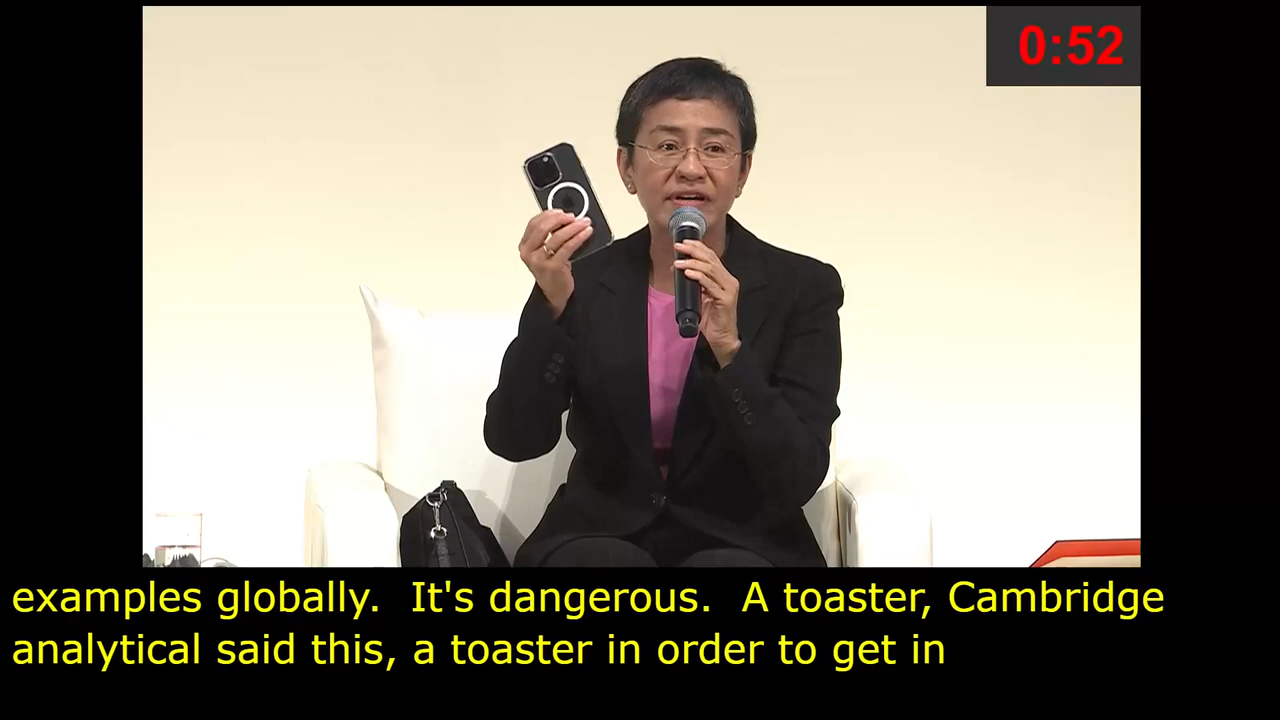 0:52
examples globally.  It's dangerous.  A toaster, Cambridge
analytical said this, a toaster in order to get in